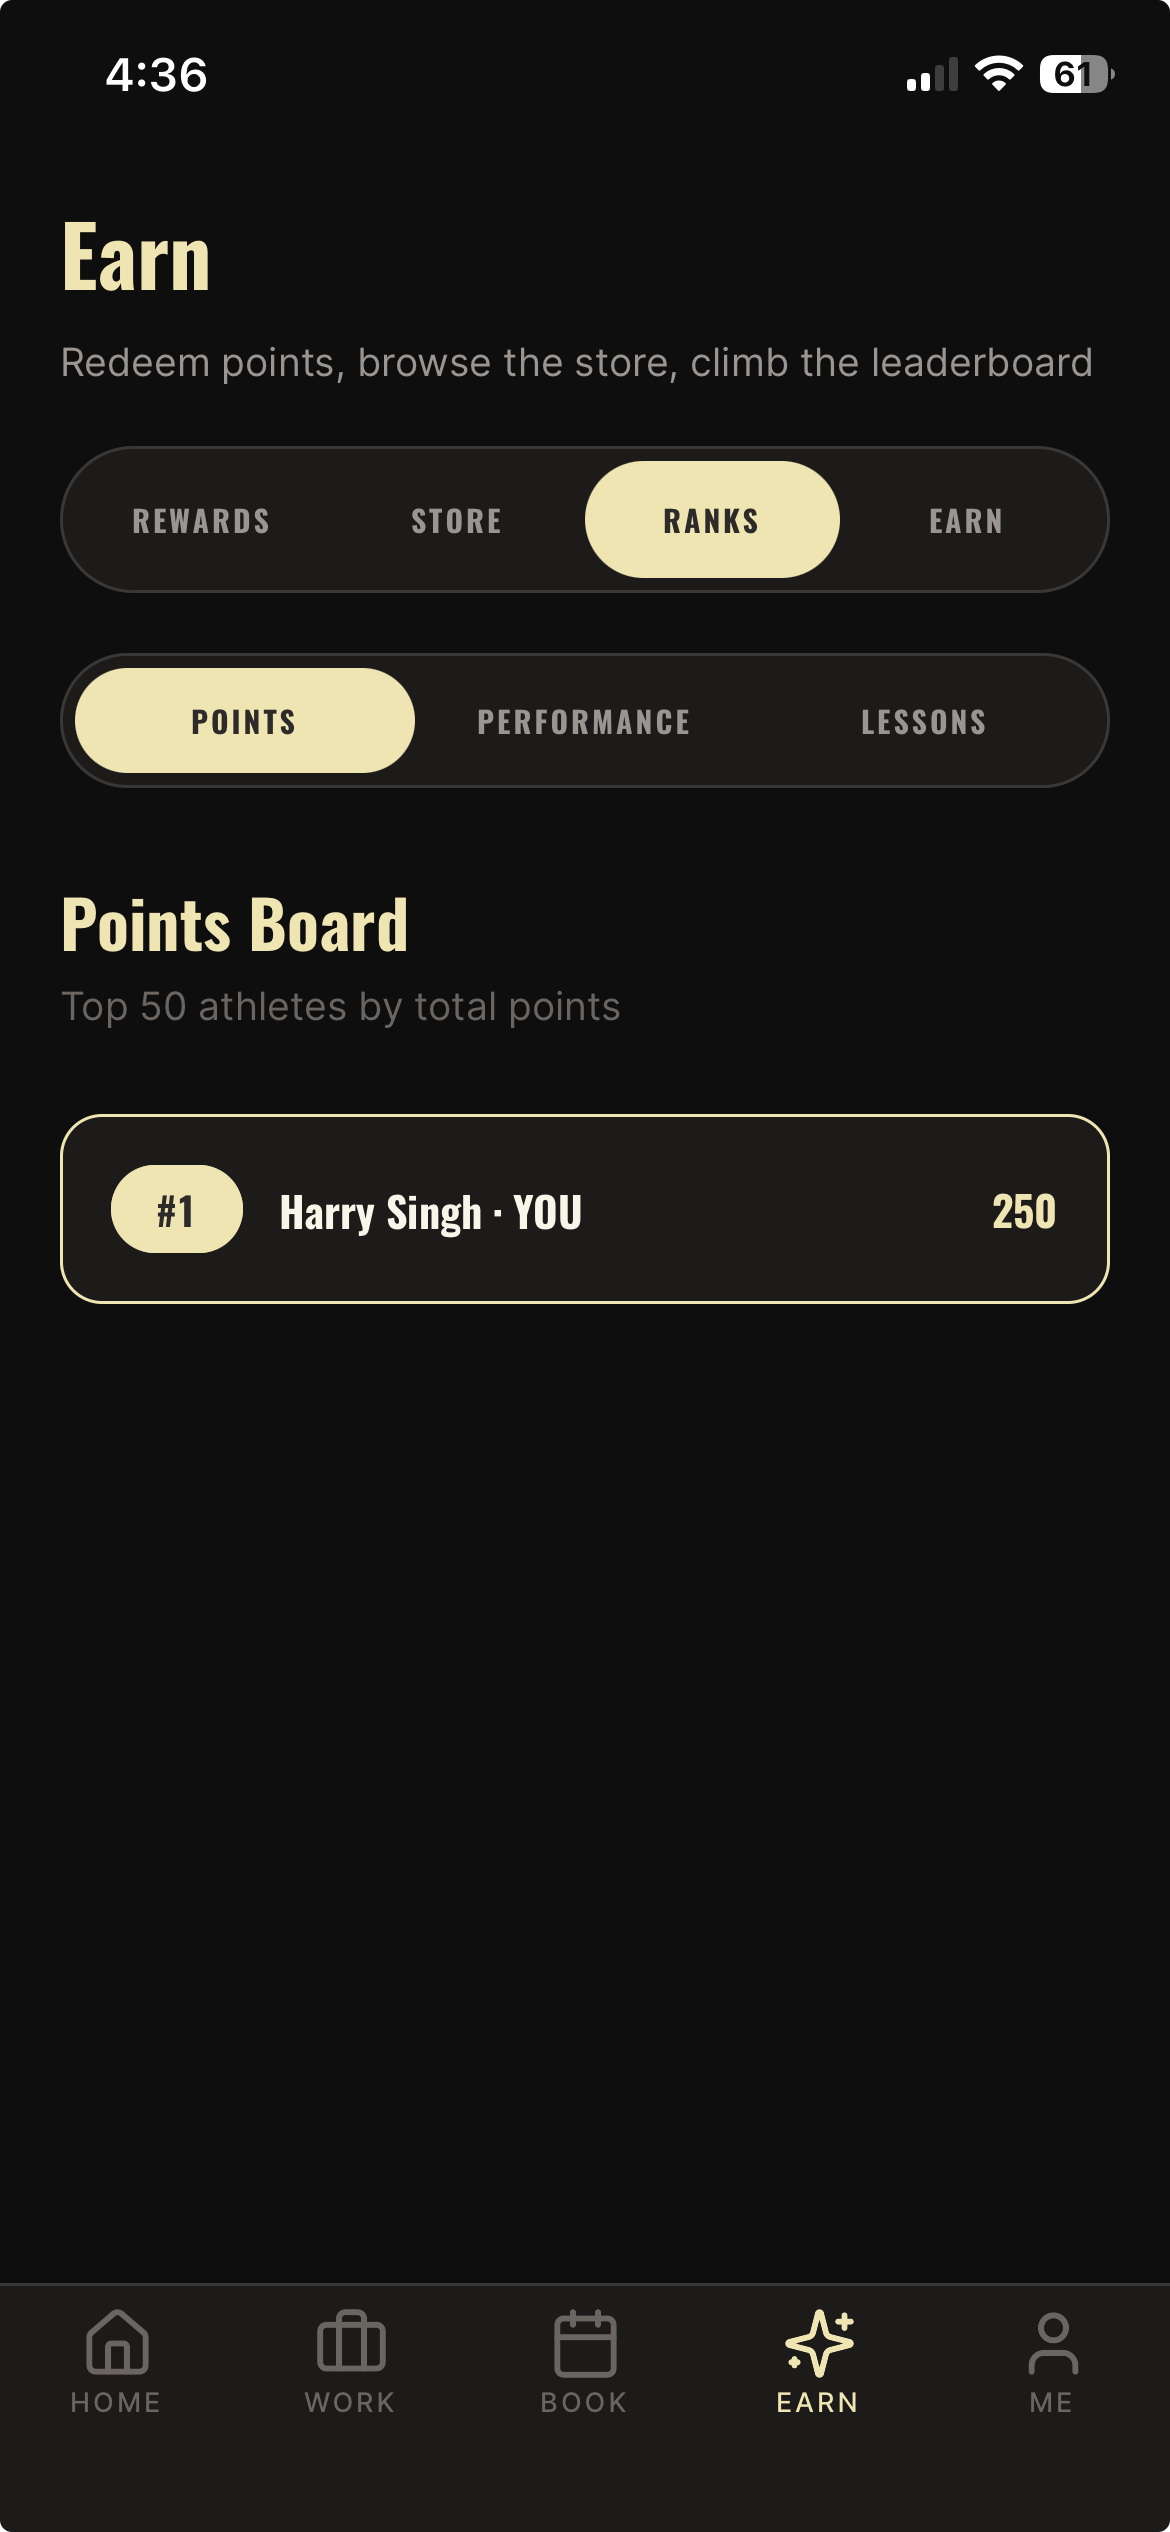 4:36
61
Earn
Redeem points, browse the store, climb the leaderboard
REWARDS STORE RANKS EARN
POINTS PERFORMANCE LESSONS
Points Board
Top 50 athletes by total points
#1 Harry Singh · YOU 250
HOME WORK BOOK EARN ME